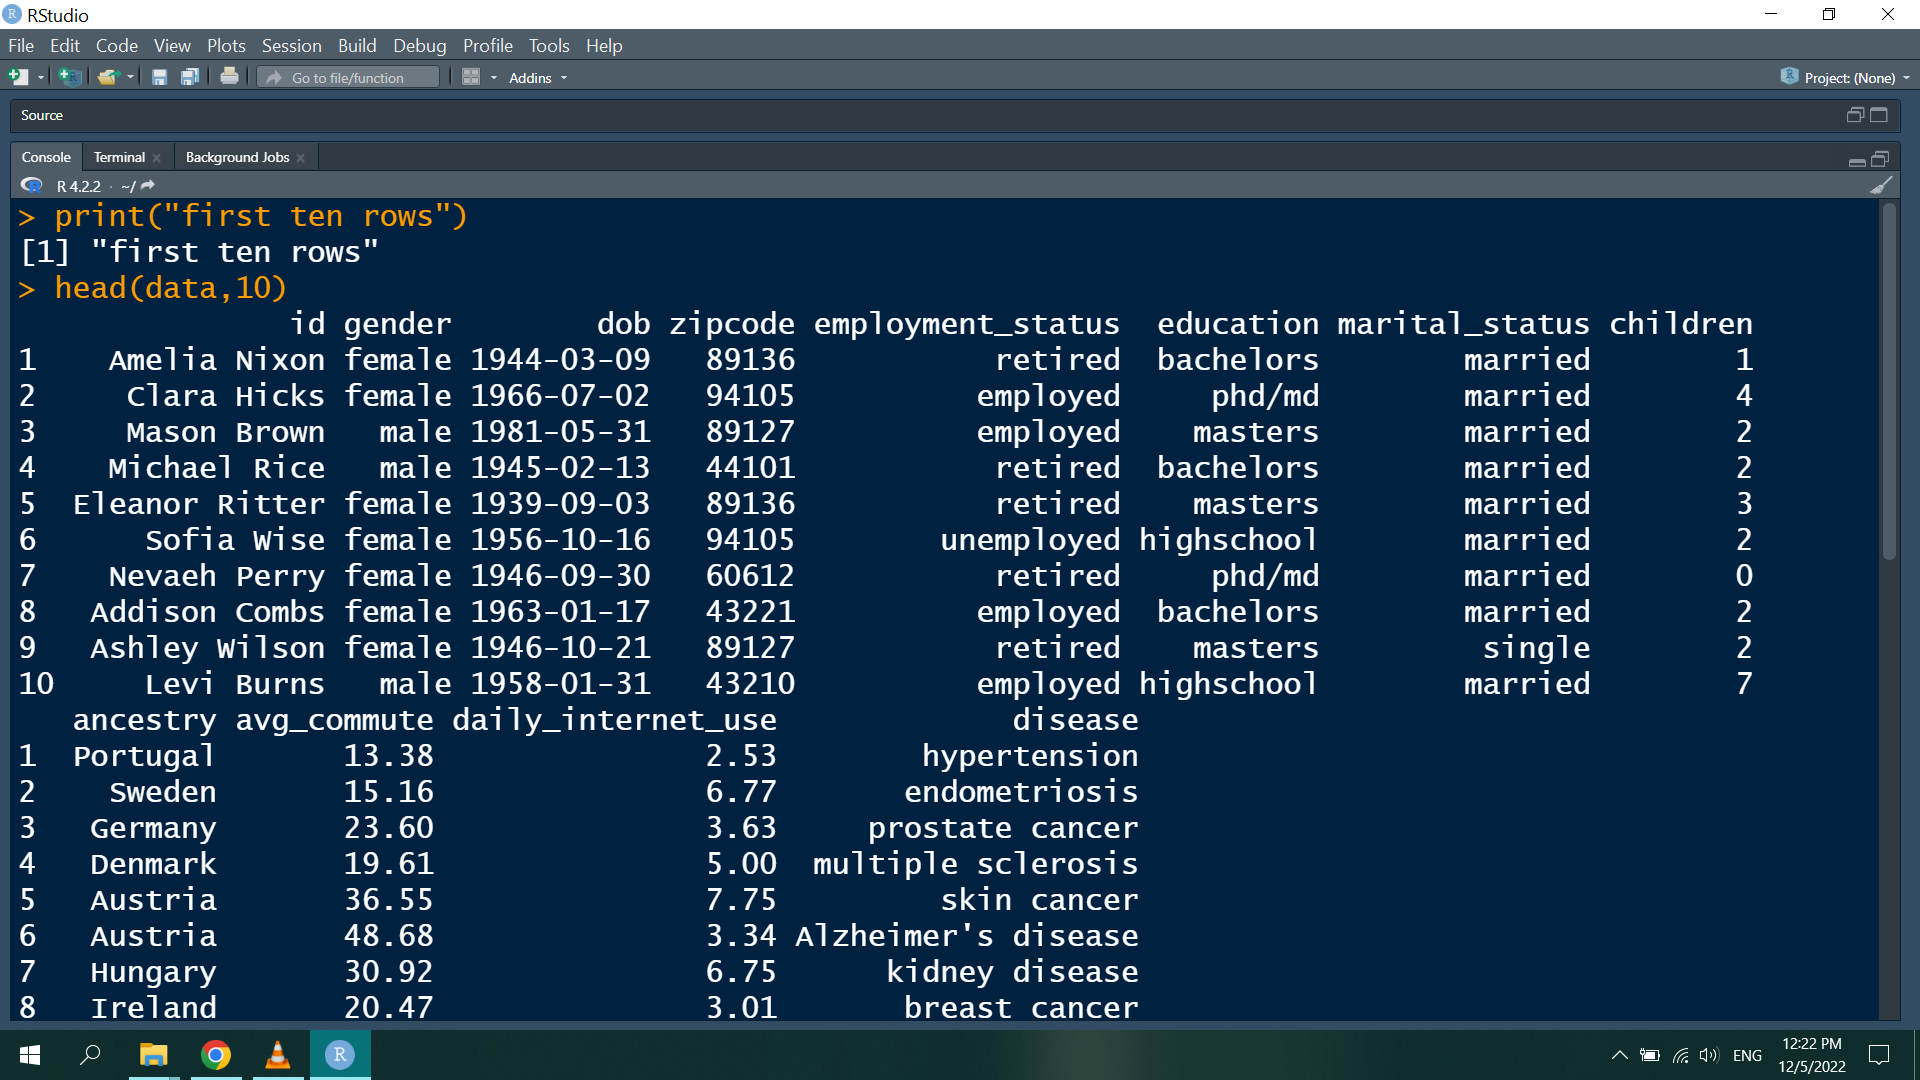 RStudio
File Edit Code View Plots Session Build Debug Profile Tools Help
Go to file/function Addins Project: (None)
Source
Console Terminal Background Jobs
R 4.2.2 · ~/
> print("first ten rows")
[1] "first ten rows"
> head(data,10)
id gender dob zipcode employment_status education marital_status children
1 Amelia Nixon female 1944-03-09 89136 retired bachelors married 1
2 Clara Hicks female 1966-07-02 94105 employed phd/md married 4
3 Mason Brown male 1981-05-31 89127 employed masters married 2
4 Michael Rice male 1945-02-13 44101 retired bachelors married 2
5 Eleanor Ritter female 1939-09-03 89136 retired masters married 3
6 Sofia Wise female 1956-10-16 94105 unemployed highschool married 2
7 Nevaeh Perry female 1946-09-30 60612 retired phd/md married 0
8 Addison Combs female 1963-01-17 43221 employed bachelors married 2
9 Ashley Wilson female 1946-10-21 89127 retired masters single 2
10 Levi Burns male 1958-01-31 43210 employed highschool married 7
ancestry avg_commute daily_internet_use disease
1 Portugal 13.38 2.53 hypertension
2 Sweden 15.16 6.77 endometriosis
3 Germany 23.60 3.63 prostate cancer
4 Denmark 19.61 5.00 multiple sclerosis
5 Austria 36.55 7.75 skin cancer
6 Austria 48.68 3.34 Alzheimer's disease
7 Hungary 30.92 6.75 kidney disease
8 Ireland 20.47 3.01 breast cancer
ENG
12:22 PM
12/5/2022